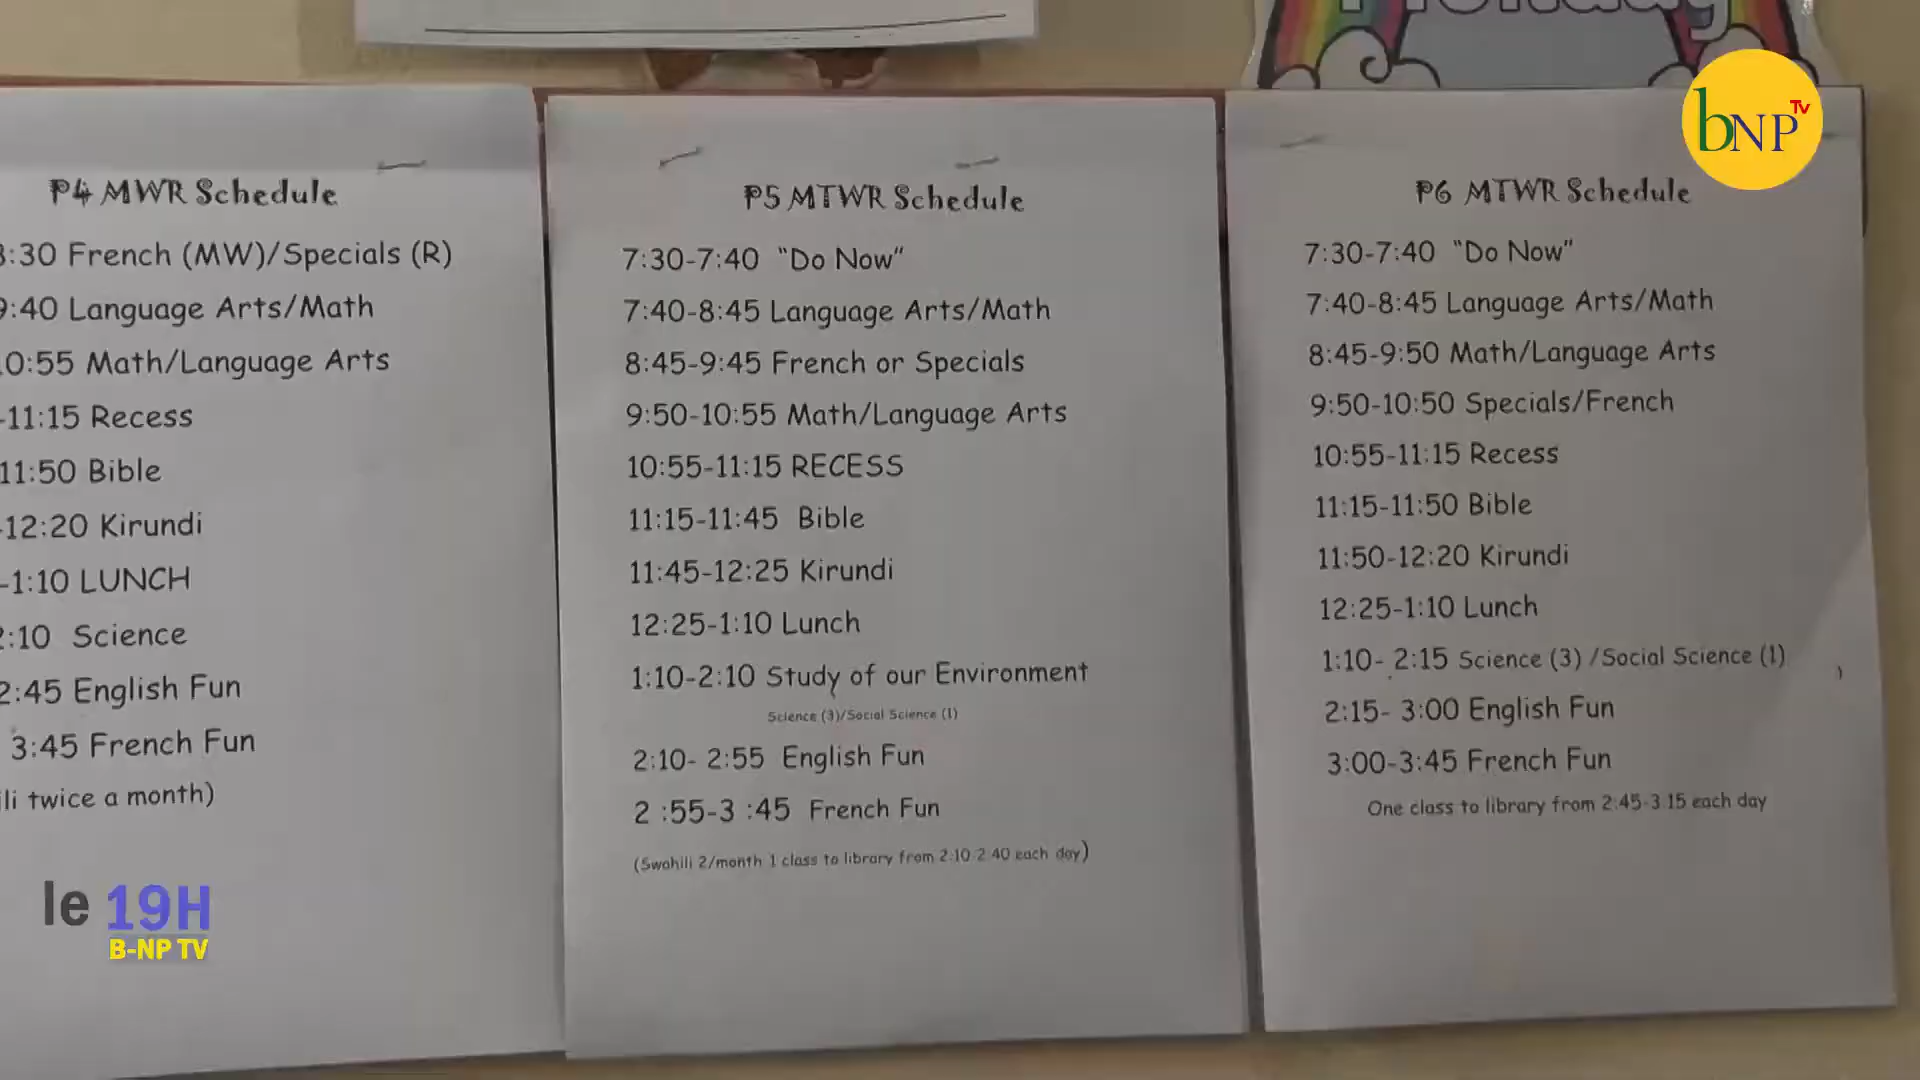 Monday
bNP TV
P4 MWR Schedule
8:30 French (MW)/Specials (R)
9:40 Language Arts/Math
10:55 Math/Language Arts
-11:15 Recess
11:50 Bible
-12:20 Kirundi
-1:10 LUNCH
2:10 Science
2:45 English Fun
3:45 French Fun
twice a month)
P5 MTWR Schedule
7:30-7:40 "Do Now"
7:40-8:45 Language Arts/Math
8:45-9:45 French or Specials
9:50-10:55 Math/Language Arts
10:55-11:15 RECESS
11:15-11:45 Bible
11:45-12:25 Kirundi
12:25-1:10 Lunch
1:10-2:10 Study of our Environment
Science (3)/Social Science (1)
2:10- 2:55 English Fun
2 :55-3 :45 French Fun
(Swahili 2/month 1 class to library from 2:10-2:40 each day)
P6 MTWR Schedule
7:30-7:40 "Do Now"
7:40-8:45 Language Arts/Math
8:45-9:50 Math/Language Arts
9:50-10:50 Specials/French
10:55-11:15 Recess
11:15-11:50 Bible
11:50-12:20 Kirundi
12:25-1:10 Lunch
1:10- 2:15 Science (3) /Social Science (1)
2:15- 3:00 English Fun
3:00-3:45 French Fun
One class to library from 2:45-3:15 each day
le 19H
B-NP TV